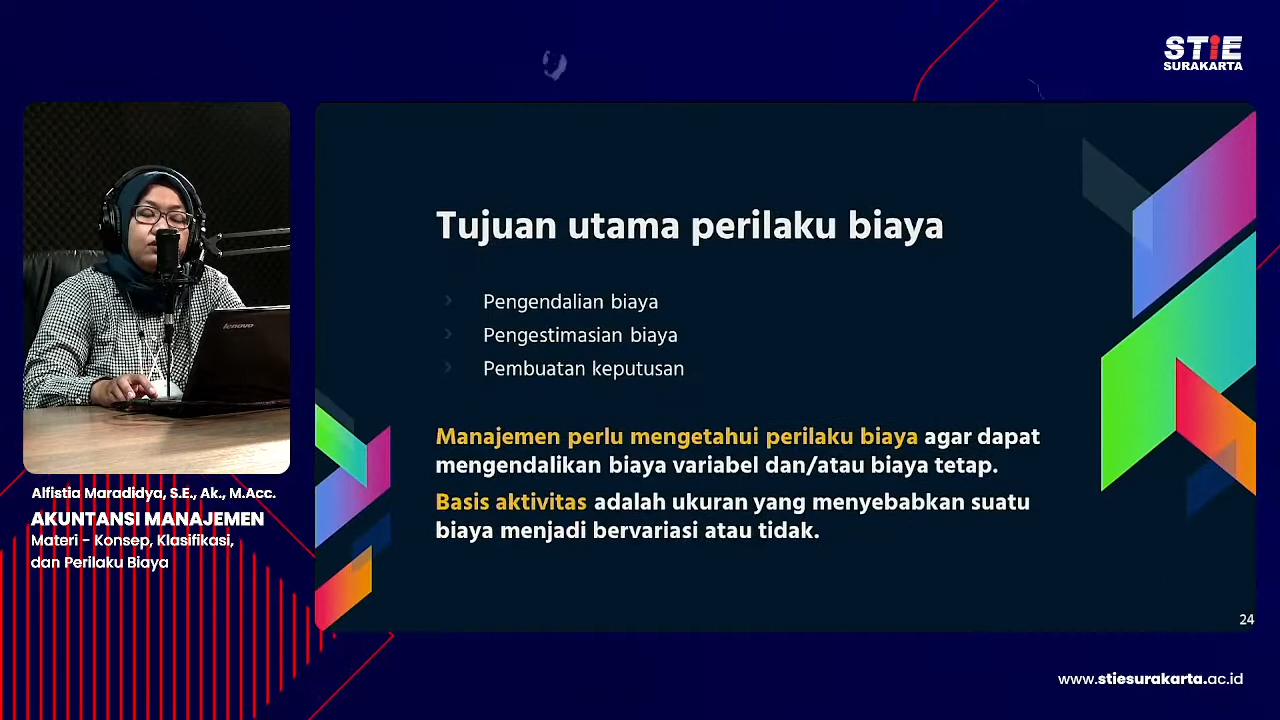 STiE
SURAKARTA
Tujuan utama perilaku biaya
Pengendalian biaya
Pengestimasian biaya
Pembuatan keputusan
Manajemen perlu mengetahui perilaku biaya agar dapat
mengendalikan biaya variabel dan/atau biaya tetap.
Basis aktivitas adalah ukuran yang menyebabkan suatu
biaya menjadi bervariasi atau tidak.
24
lenovo
Alfistia Maradidya, S.E., Ak., M.Acc.
AKUNTANSI MANAJEMEN
Materi - Konsep, Klasifikasi,
dan Perilaku Biaya
www.stiesurakarta.ac.id